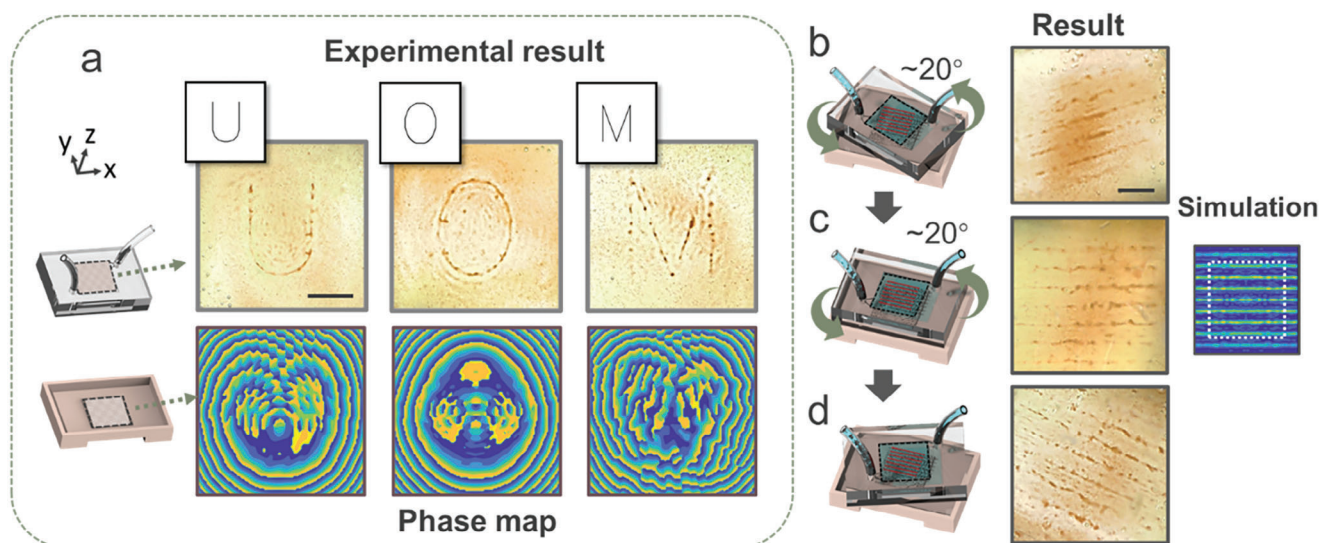 a
Experimental result
U
O
M
y
z
x
U
O
M
Phase map
b
~20°
Result
c
~20°
Simulation
d